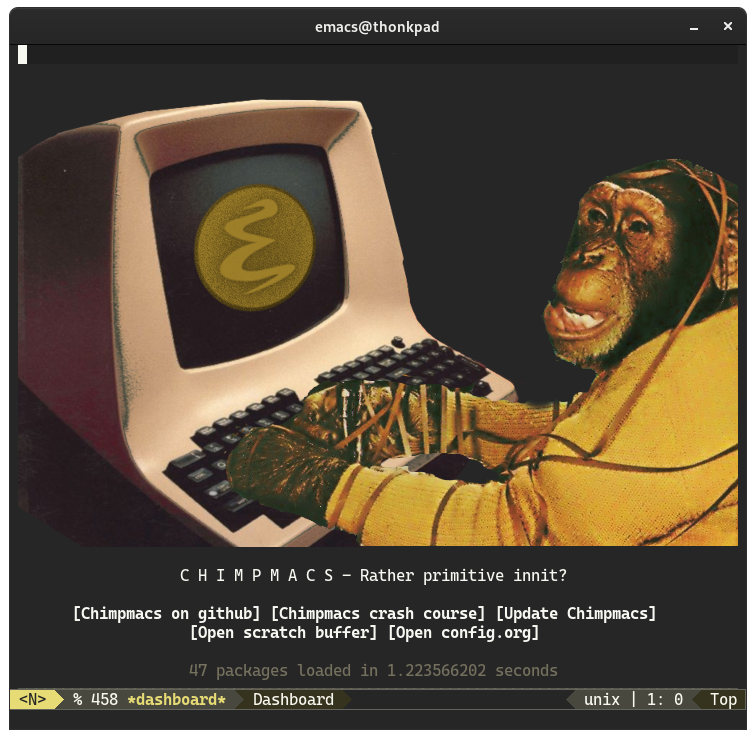 emacs@thonkpad
C H I M P M A C S – Rather primitive innit?
[Chimpmacs on github] [Chimpmacs crash course] [Update Chimpmacs]
[Open scratch buffer] [Open config.org]
47 packages loaded in 1.223566202 seconds
<N> % 458 *dashboard* Dashboard unix | 1: 0 Top